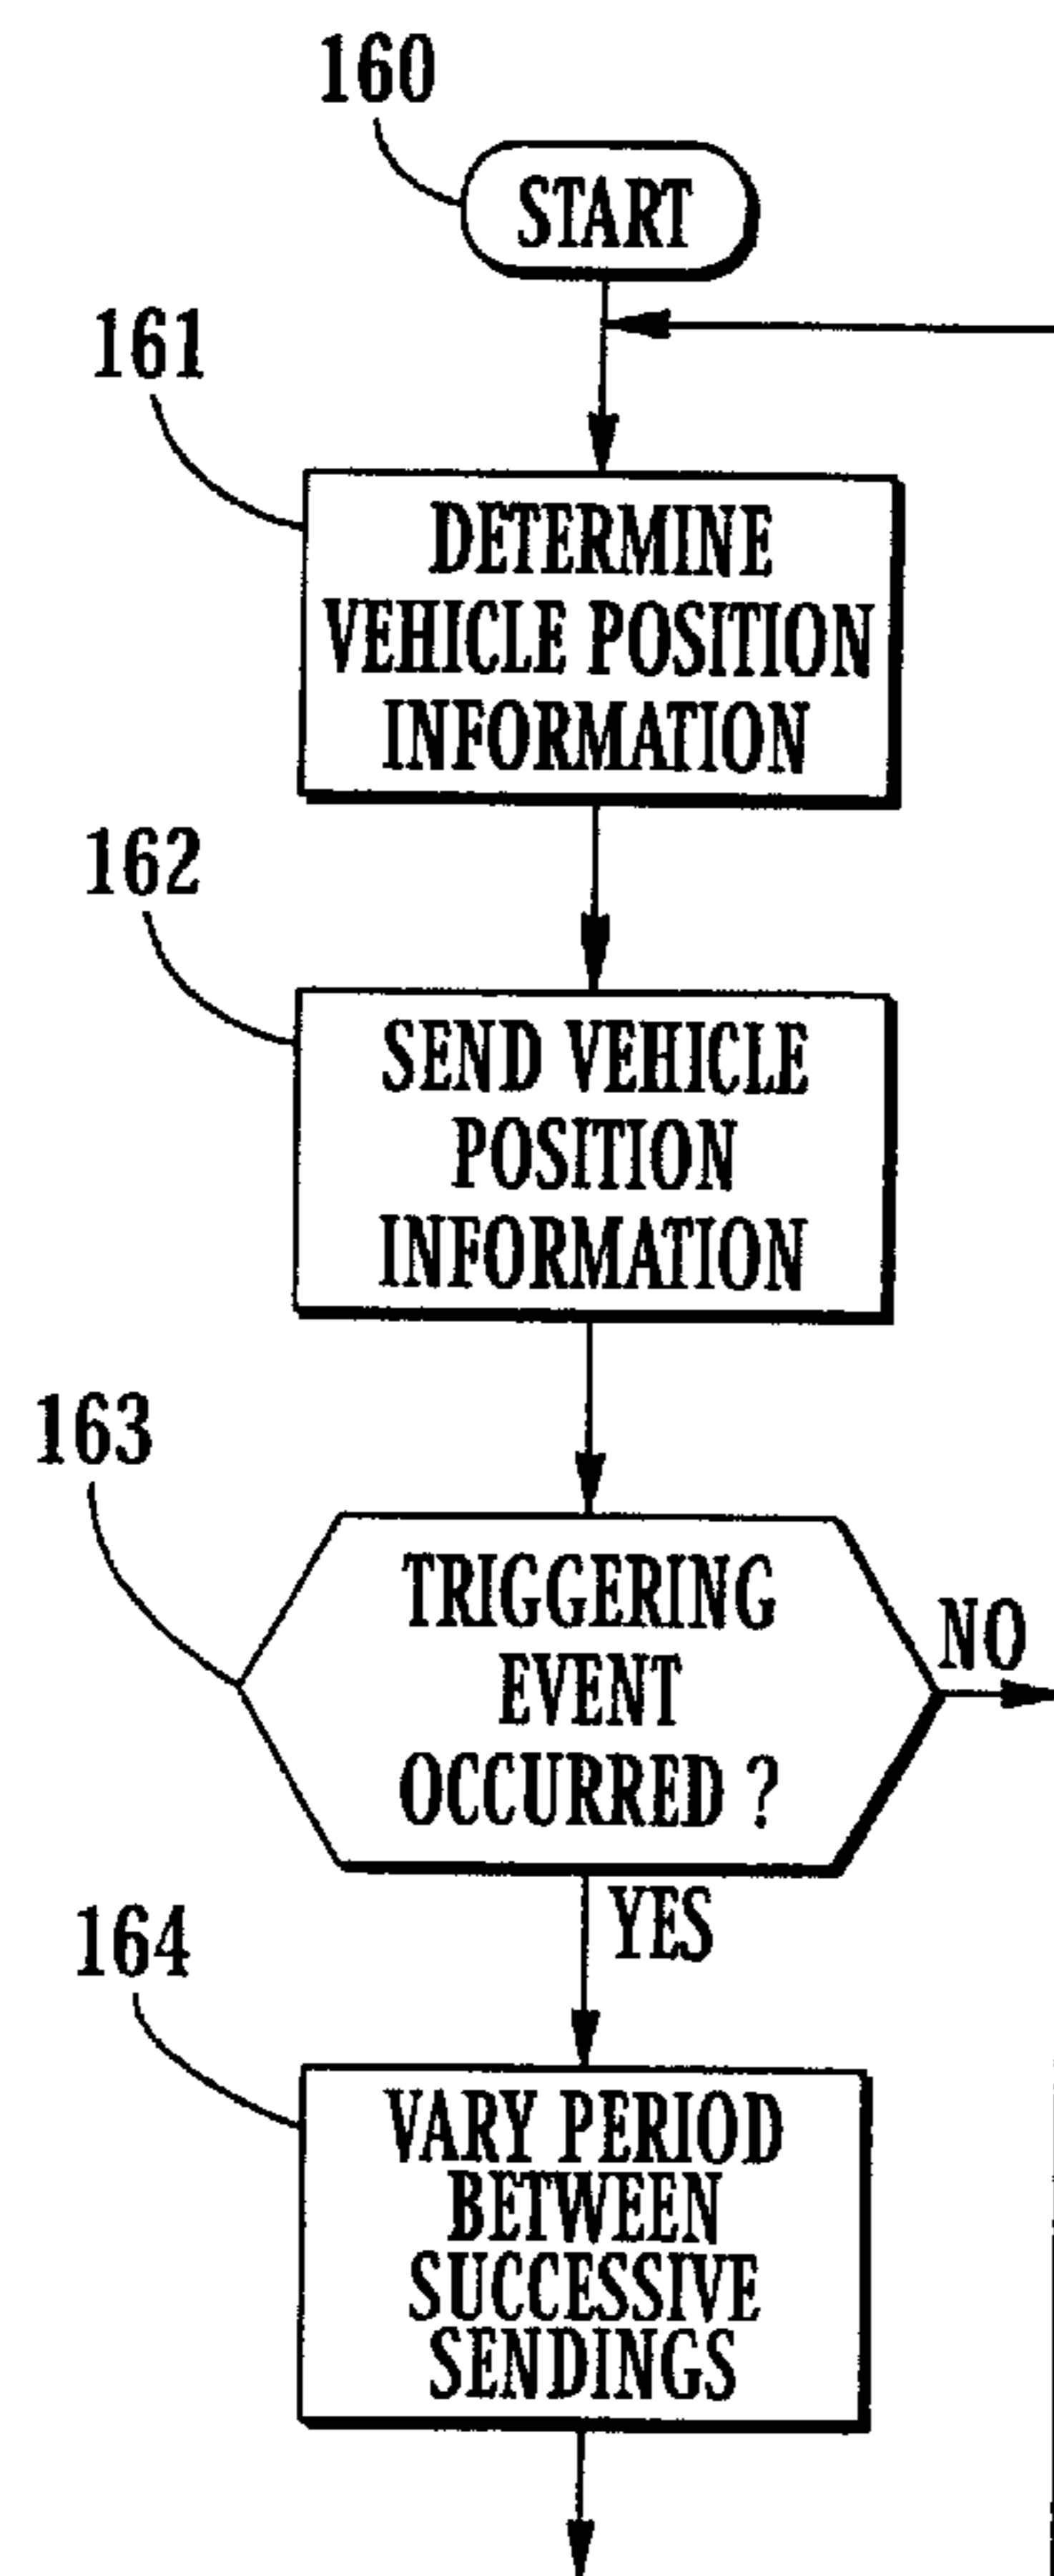 160
START
161
DETERMINE
VEHICLE POSITION
INFORMATION
162
SEND VEHICLE
POSITION
INFORMATION
163
TRIGGERING
EVENT
OCCURRED ?
NO
YES
164
VARY PERIOD
BETWEEN
SUCCESSIVE
SENDINGS